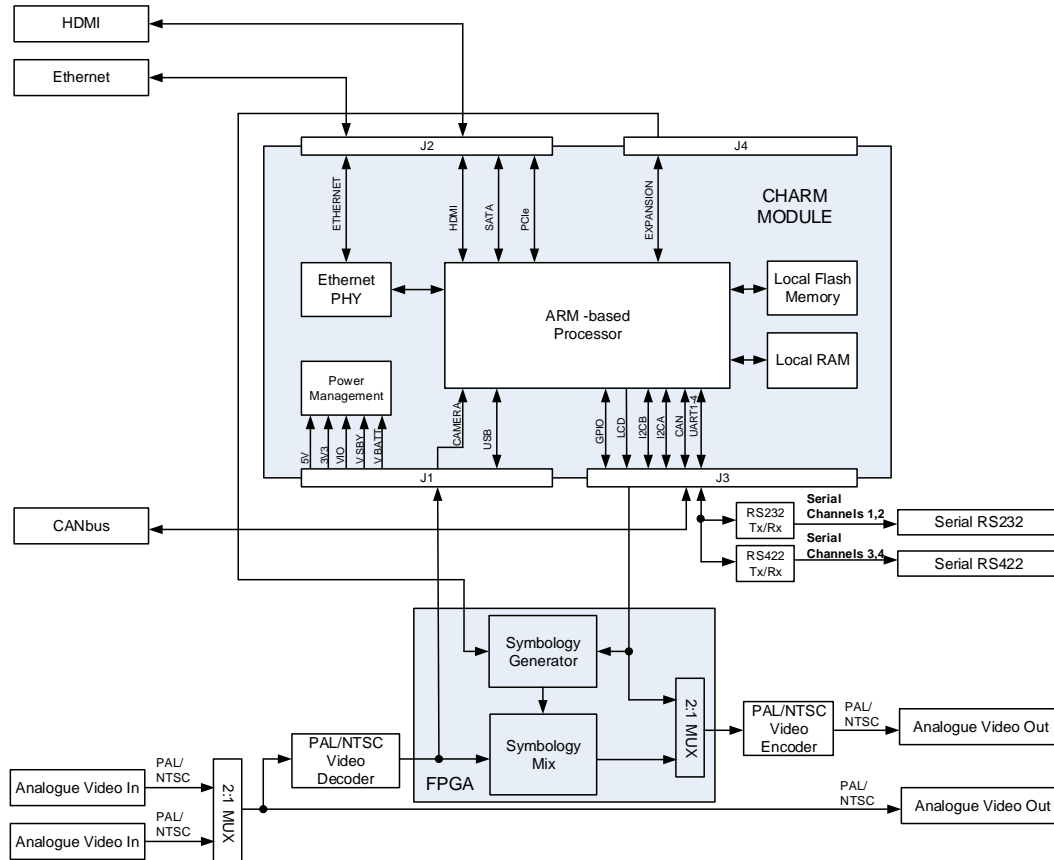 HDMI
Ethernet
J2
J4
CHARM
MODULE
ETHERNET
HDMI
SATA
PCIe
EXPANSION
Ethernet
PHY
ARM -based
Processor
Local Flash
Memory
Local RAM
Power
Management
5V
3V3
VIO
V.SBY
V.BATT
CAMERA
USB
GPIO
LCD
I2CB
I2CA
CAN
UART1-4
J1
J3
CANbus
RS232
Tx/Rx
Serial
Channels 1,2
Serial RS232
RS422
Tx/Rx
Serial
Channels 3,4
Serial RS422
Symbology
Generator
2:1 MUX
PAL/NTSC
Video
Encoder
PAL/
NTSC
Analogue Video Out
PAL/NTSC
Video
Decoder
Symbology
Mix
FPGA
Analogue Video In
PAL/
NTSC
2:1 MUX
PAL/
NTSC
Analogue Video Out
Analogue Video In
PAL/
NTSC